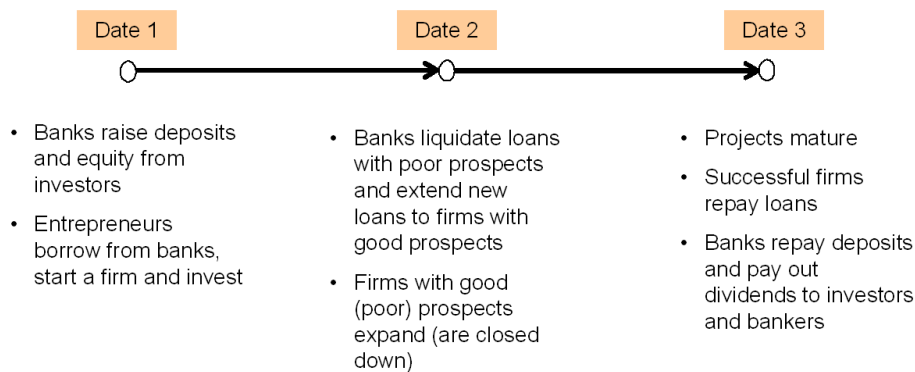 Date 1
Date 2
Date 3
• Banks raise deposits
and equity from
investors
• Entrepreneurs
borrow from banks,
start a firm and invest
• Banks liquidate loans
with poor prospects
and extend new
loans to firms with
good prospects
• Firms with good
(poor) prospects
expand (are closed
down)
• Projects mature
• Successful firms
repay loans
• Banks repay deposits
and pay out
dividends to investors
and bankers